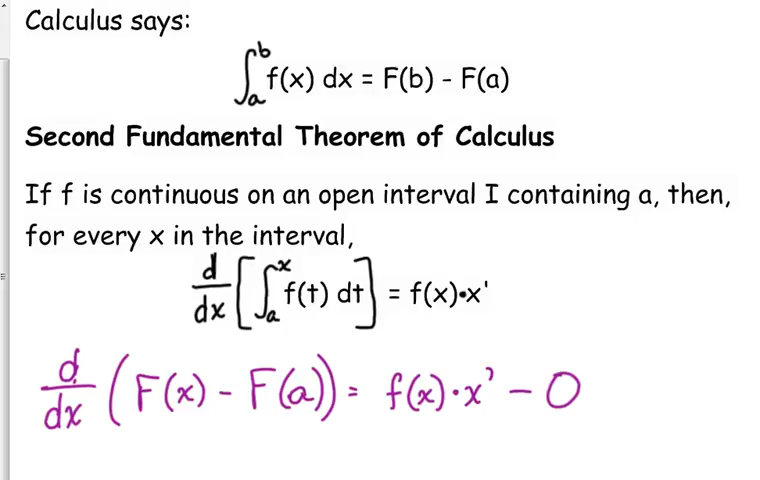 Calculus says:
∫_a^b f(x) dx = F(b) - F(a)
Second Fundamental Theorem of Calculus
If f is continuous on an open interval I containing a, then,
for every x in the interval,
d/dx [∫_a^x f(t) dt] = f(x)•x'
d/dx (F(x) - F(a)) = f(x)·x' - 0